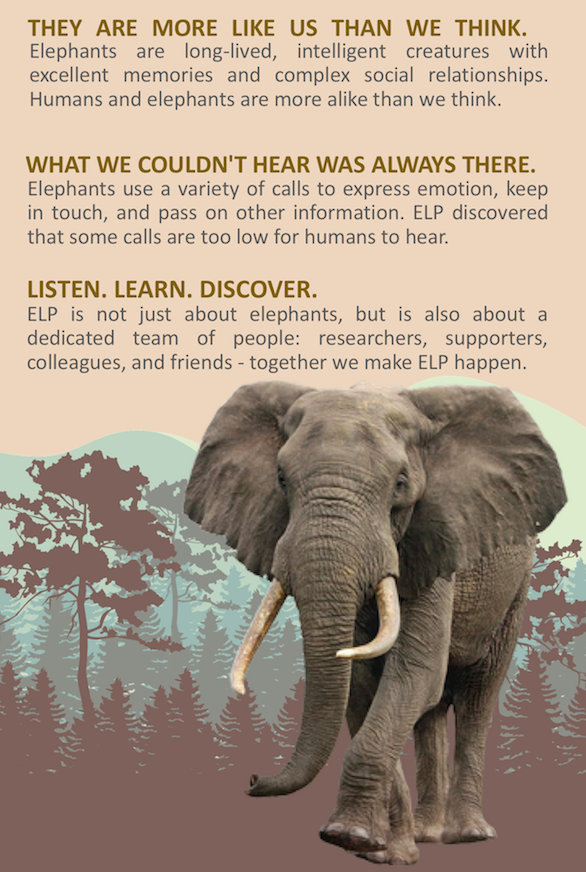 THEY ARE MORE LIKE US THAN WE THINK.
Elephants are long-lived, intelligent creatures with
excellent memories and complex social relationships.
Humans and elephants are more alike than we think.
WHAT WE COULDN'T HEAR WAS ALWAYS THERE.
Elephants use a variety of calls to express emotion, keep
in touch, and pass on other information. ELP discovered
that some calls are too low for humans to hear.
LISTEN. LEARN. DISCOVER.
ELP is not just about elephants, but is also about a
dedicated team of people: researchers, supporters,
colleagues, and friends - together we make ELP happen.